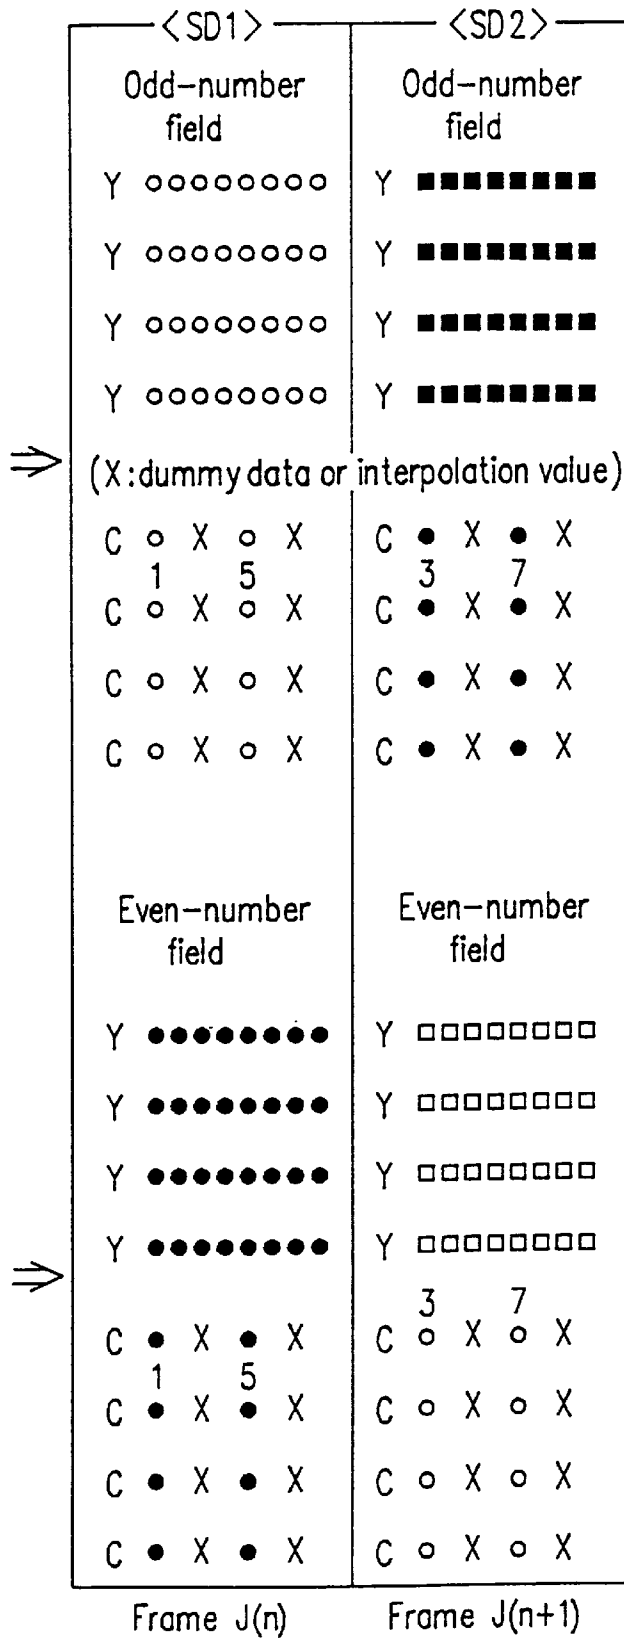 <SD1> <SD2>
Odd-number field Odd-number field
Y ○○○○○○○○ Y ■■■■■■■■
Y ○○○○○○○○ Y ■■■■■■■■
Y ○○○○○○○○ Y ■■■■■■■■
Y ○○○○○○○○ Y ■■■■■■■■
⇒ (X:dummy data or interpolation value)
C ○ X ○ X C ● X ● X
1 5 3 7
C ○ X ○ X C ● X ● X
C ○ X ○ X C ● X ● X
C ○ X ○ X C ● X ● X
Even-number field Even-number field
Y ●●●●●●●● Y □□□□□□□□
Y ●●●●●●●● Y □□□□□□□□
Y ●●●●●●●● Y □□□□□□□□
Y ●●●●●●●● Y □□□□□□□□
⇒
3 7
C ● X ● X C ○ X ○ X
1 5
C ● X ● X C ○ X ○ X
C ● X ● X C ○ X ○ X
C ● X ● X C ○ X ○ X
Frame J(n) Frame J(n+1)